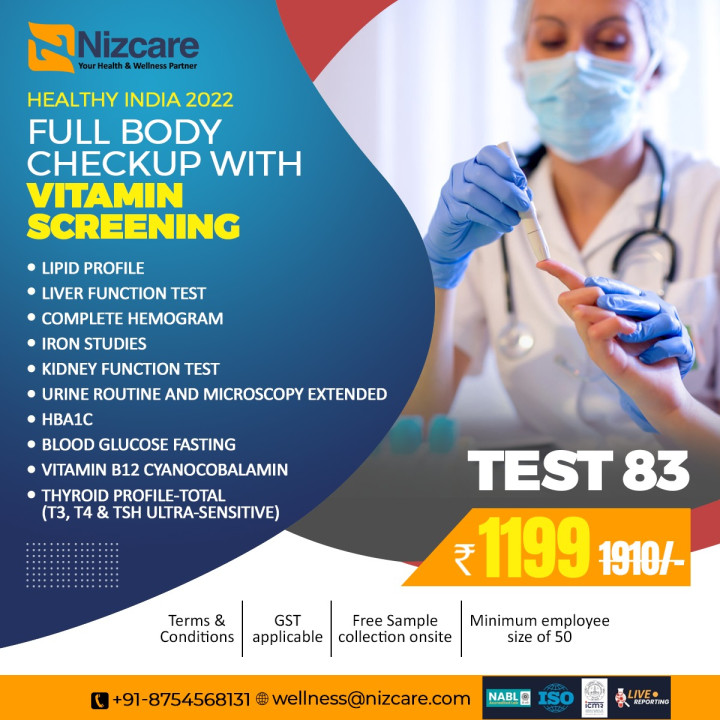 Nizcare
Your Health & Wellness Partner
HEALTHY INDIA 2022
FULL BODY
CHECKUP WITH
VITAMIN
SCREENING
• LIPID PROFILE
• LIVER FUNCTION TEST
• COMPLETE HEMOGRAM
• IRON STUDIES
• KIDNEY FUNCTION TEST
• URINE ROUTINE AND MICROSCOPY EXTENDED
• HBA1C
• BLOOD GLUCOSE FASTING
• VITAMIN B12 CYANOCOBALAMIN
• THYROID PROFILE-TOTAL
(T3, T4 & TSH ULTRA-SENSITIVE)
TEST 83
₹ 1199 1910/-
Terms &
Conditions
GST
applicable
Free Sample
collection onsite
Minimum employee
size of 50
+91-8754568131 wellness@nizcare.com
NABL
ISO
icmr
LIVE
REPORTING